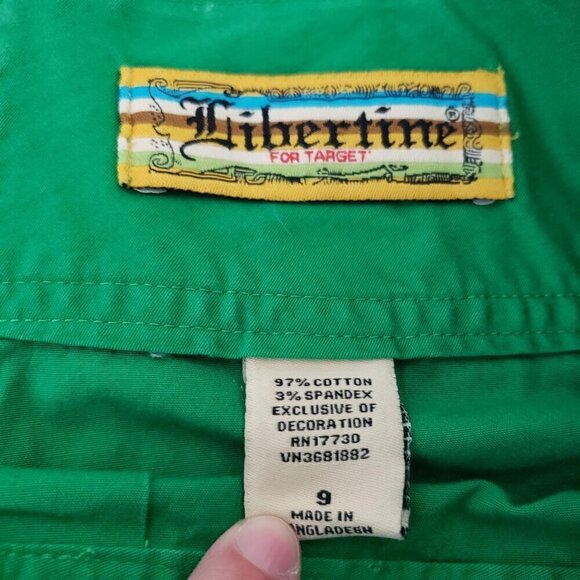 Libertine®
FOR TARGET
97% COTTON
3% SPANDEX
EXCLUSIVE OF
DECORATION
RN17730
VN3681882
9
MADE IN
BANGLADESH